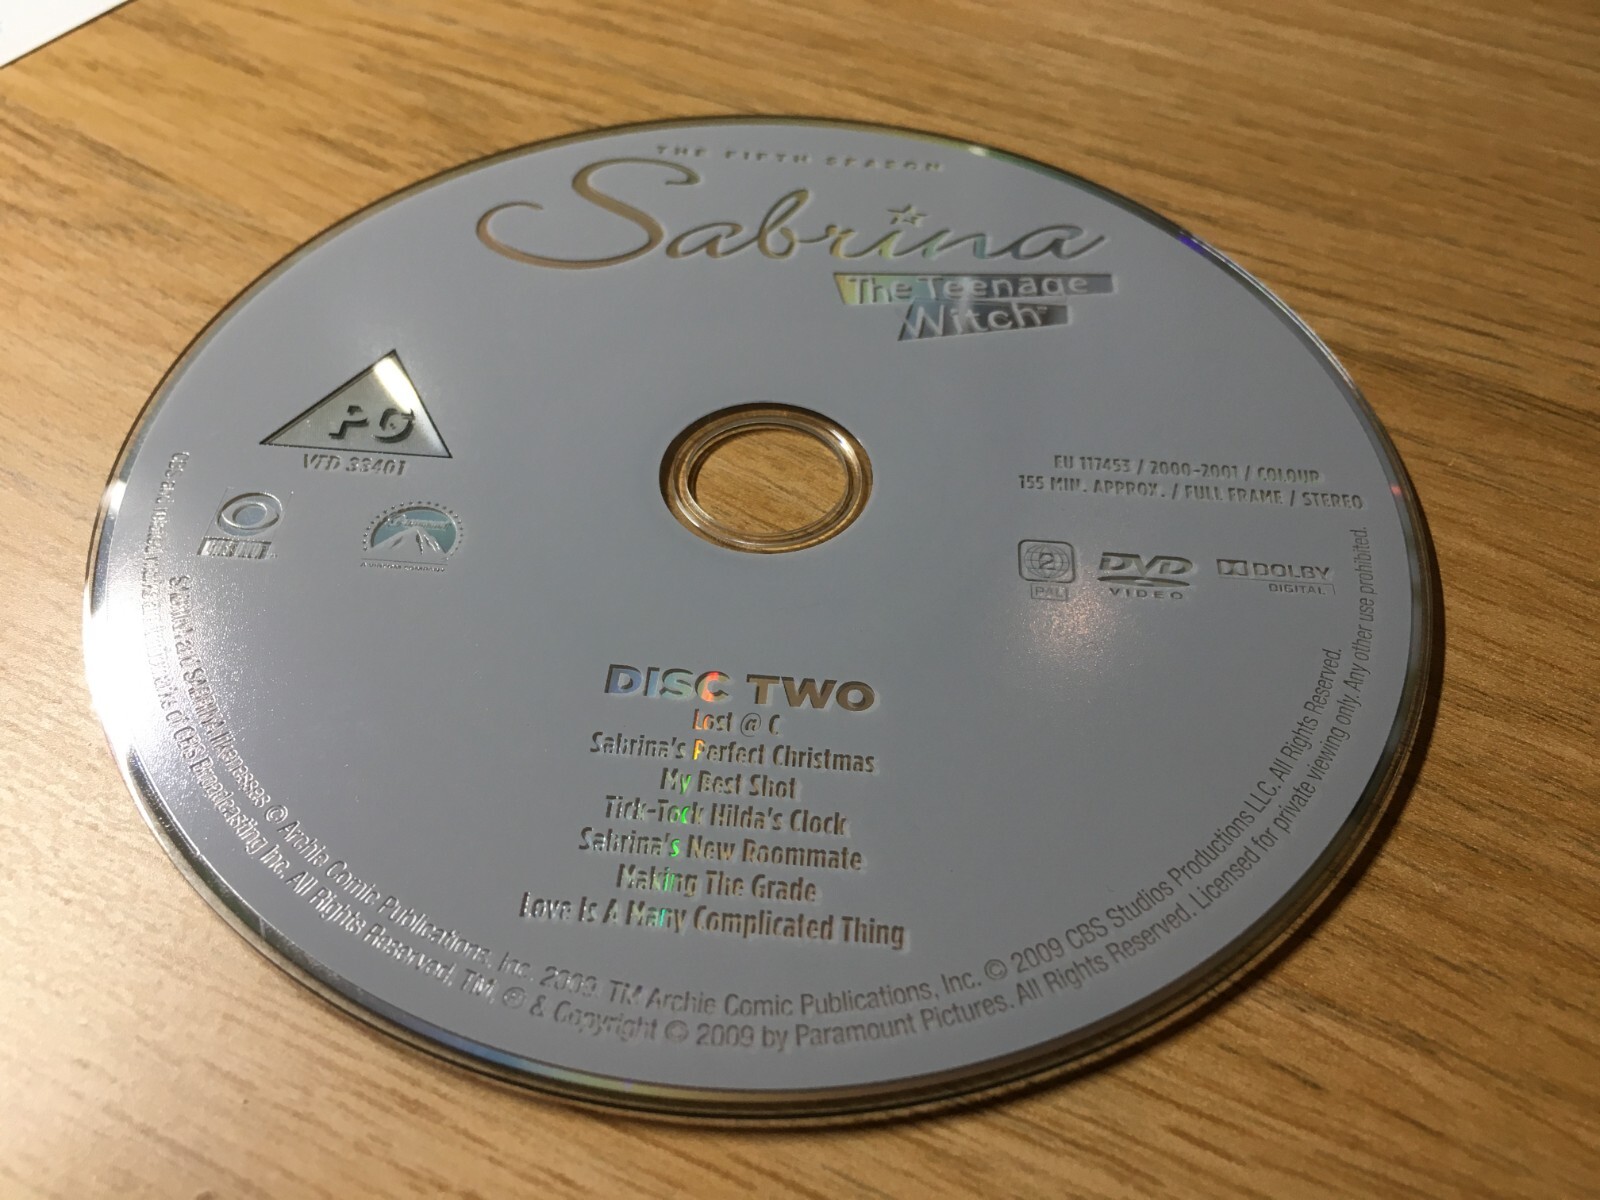 THE FIFTH SEASON
Sabrina
The Teenage
Witch
PG
VFD 33401
EU 117453 / 2000-2001 / COLOUR
155 MIN. APPROX. / FULL FRAME / STEREO
2
PAL
DVD
VIDEO
DOLBY
DIGITAL
DISC TWO
Lost @ C
Sabrina's Perfect Christmas
My Best Shot
Tick-Tock Hilda's Clock
Sabrina's New Roommate
Making The Grade
Love Is A Many Complicated Thing
likenesses © Archie Comic Publications, Inc. 2009. TM Archie Comic Publications, Inc. © 2009 CBS Studios Productions LLC. All Rights Reserved.
of CBS Broadcasting Inc. All Rights Reserved. TM, ® & Copyright © 2009 by Paramount Pictures. All Rights Reserved. Licensed for private viewing only. Any other use prohibited.